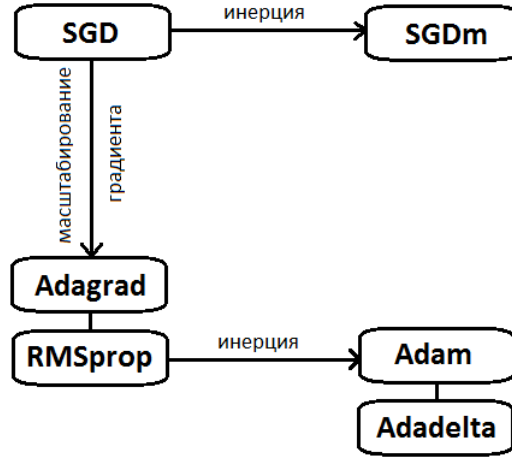 инерция
SGD
SGDm
масштабирование
градиента
Adagrad
RMSprop
инерция
Adam
Adadelta